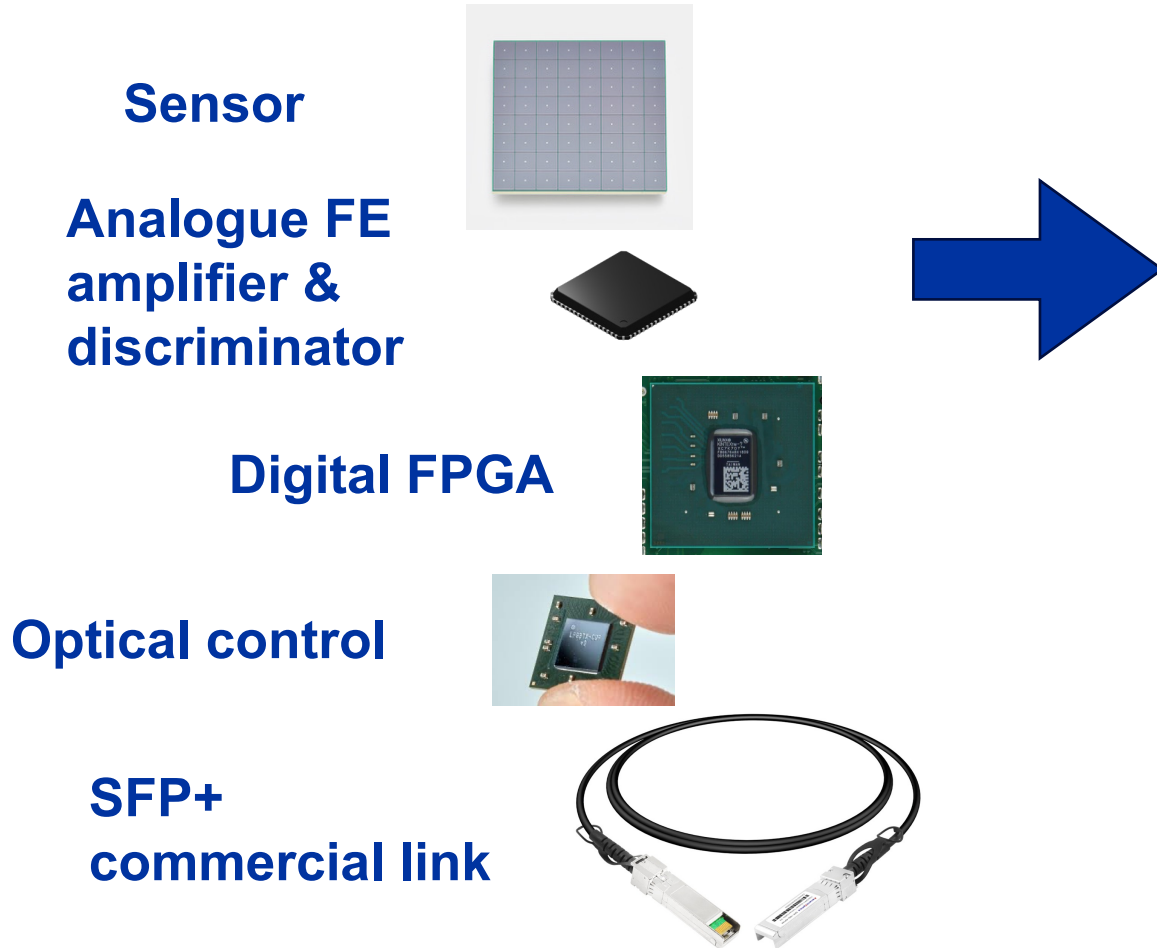 Sensor
Analogue FE
amplifier &
discriminator
Digital FPGA
Optical control
SFP+
commercial link